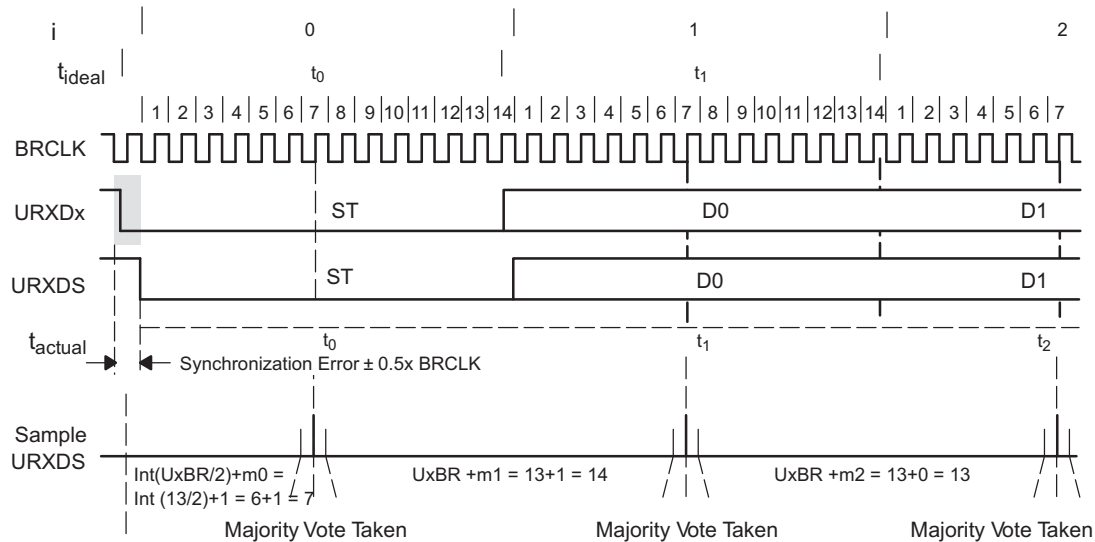 i 0 1 2
tideal t0 t1
1 2 3 4 5 6 7 8 9 10 11 12 13 14 1 2 3 4 5 6 7 8 9 10 11 12 13 14 1 2 3 4 5 6 7
BRCLK
URXDx ST D0 D1
URXDS ST D0 D1
tactual t0 t1 t2
Synchronization Error ± 0.5x BRCLK
Sample
URXDS
Int(UxBR/2)+m0 =
Int (13/2)+1 = 6+1 = 7
UxBR +m1 = 13+1 = 14
UxBR +m2 = 13+0 = 13
Majority Vote Taken Majority Vote Taken Majority Vote Taken